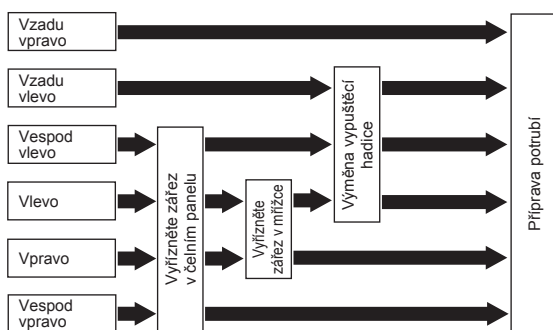 Vzadu
vpravo
Vzadu
vlevo
Vespod
vlevo
Vlevo
Vpravo
Vespod
vpravo
Vyřízněte zářez
v čelním panelu
Vyřízněte
zářez v mřížce
Výměna vypuštěcí
hadice
Příprava potrubí